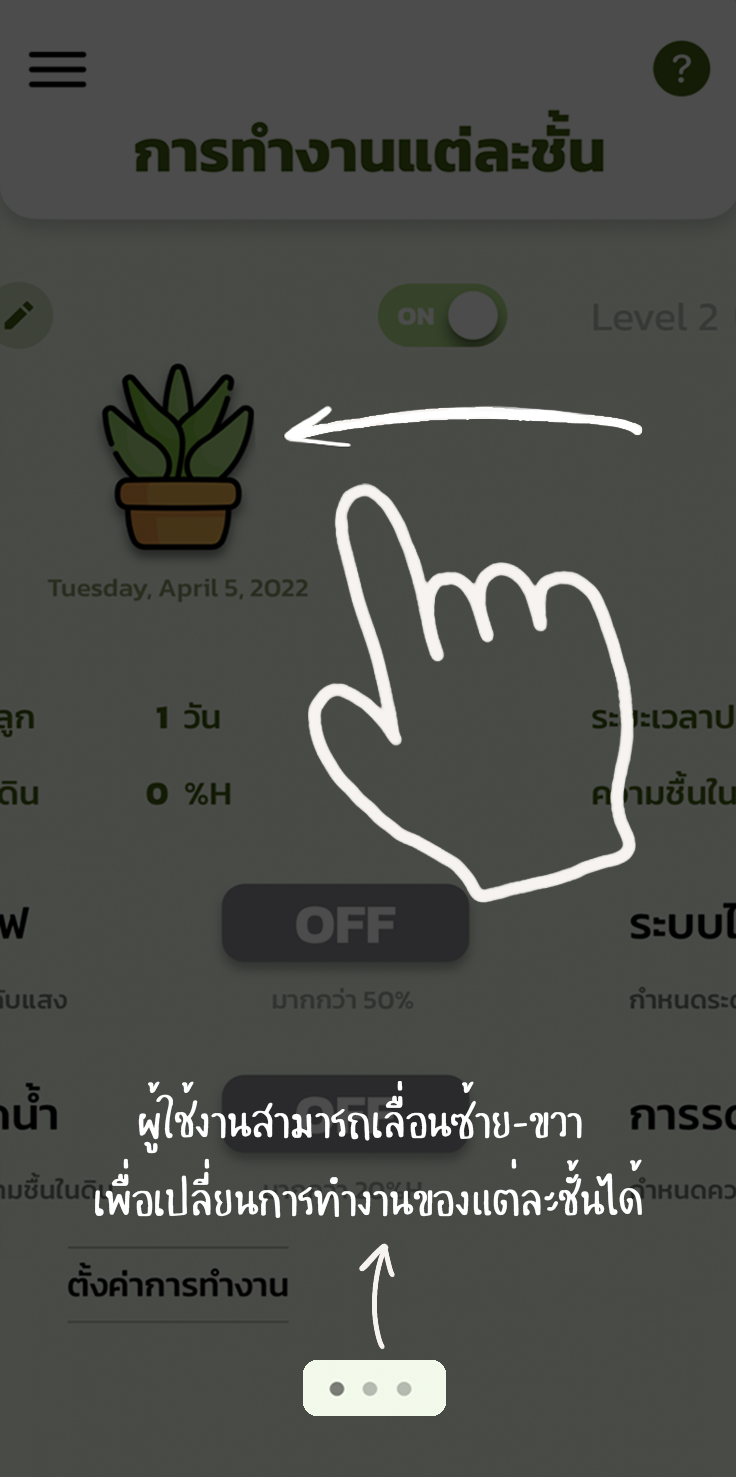 ?
การทำงานแต่ละชั้น
ON
Level 2
Tuesday, April 5, 2022
ลูก 1 วัน ระยะเวลาป
ดิน 0 %H ความชื้นใน
ฟ OFF ระบบไ
กับแสง มากกว่า 50% กำหนดระด
น้ำ OFF การรด
ผู้ใช้งานสามารถเลื่อนซ้าย-ขวา
ามชื้นในดิน มากกว่า 20%H กำหนดคว
เพื่อเปลี่ยนการทำงานของแต่ละชั้นได้
ตั้งค่าการทำงาน